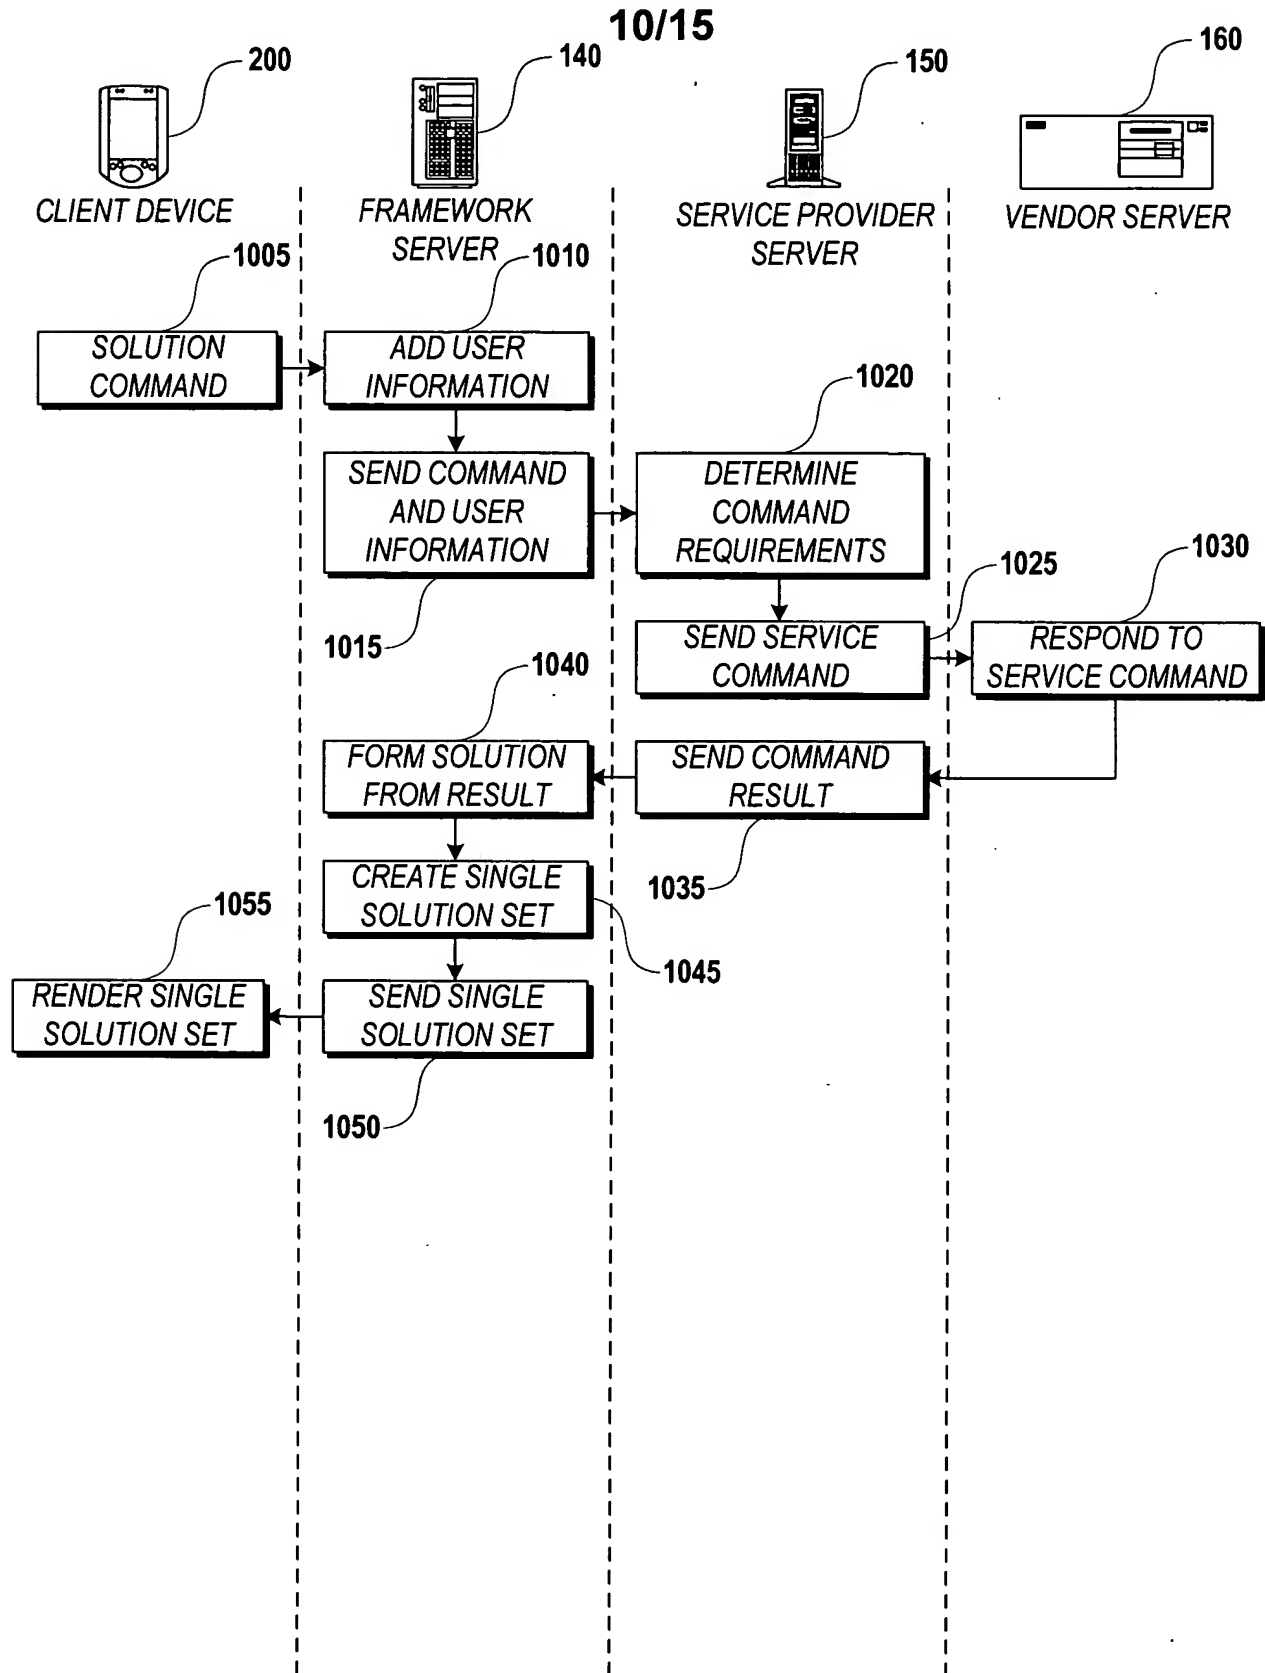 10/15
200
140
150
160
CLIENT DEVICE
FRAMEWORK
SERVER
SERVICE PROVIDER
SERVER
VENDOR SERVER
1005
1010
SOLUTION
COMMAND
ADD USER
INFORMATION
1020
SEND COMMAND
AND USER
INFORMATION
DETERMINE
COMMAND
REQUIREMENTS
1015
1025
1030
SEND SERVICE
COMMAND
RESPOND TO
SERVICE COMMAND
1040
FORM SOLUTION
FROM RESULT
SEND COMMAND
RESULT
1035
CREATE SINGLE
SOLUTION SET
1045
1055
RENDER SINGLE
SOLUTION SET
SEND SINGLE
SOLUTION SET
1050